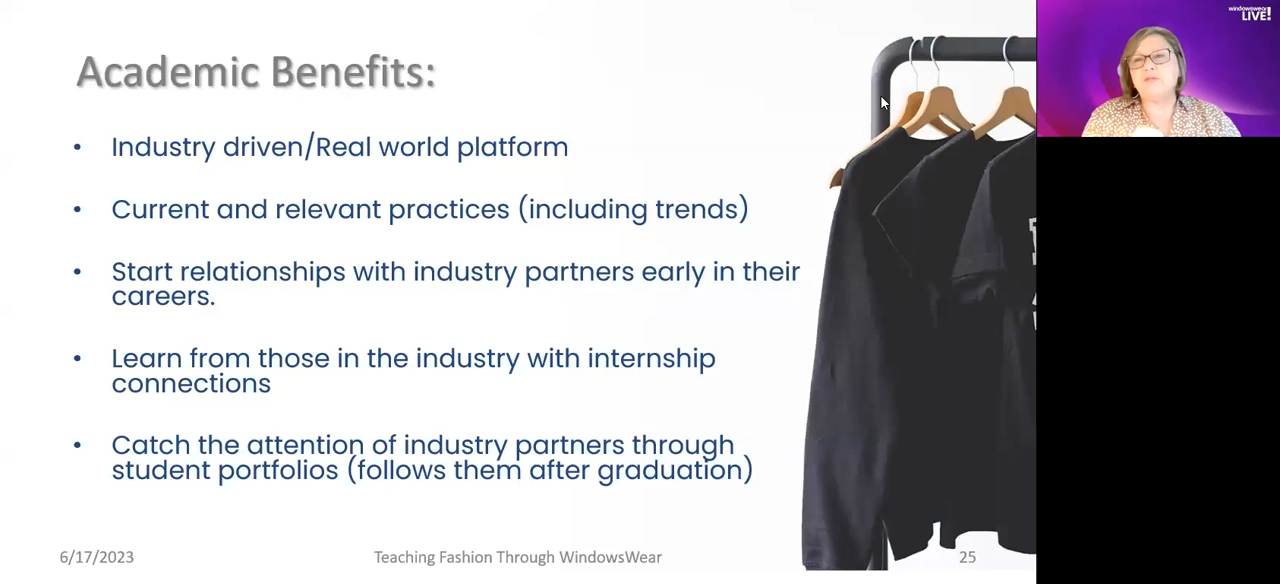 Academic Benefits:
• Industry driven/Real world platform
• Current and relevant practices (including trends)
• Start relationships with industry partners early in their
careers.
• Learn from those in the industry with internship
connections
• Catch the attention of industry partners through
student portfolios (follows them after graduation)
6/17/2023
Teaching Fashion Through WindowsWear
25
windowswear
LIVE!